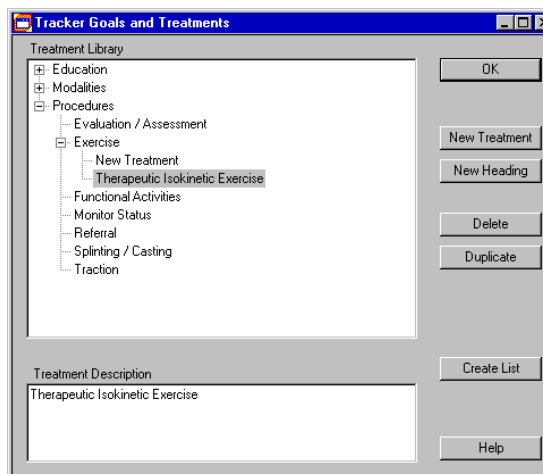 Tracker Goals and Treatments
Treatment Library
Education
Modalities
Procedures
Evaluation / Assessment
Exercise
New Treatment
Therapeutic Isokinetic Exercise
Functional Activities
Monitor Status
Referral
Splinting / Casting
Traction
OK
New Treatment
New Heading
Delete
Duplicate
Create List
Help
Treatment Description
Therapeutic Isokinetic Exercise